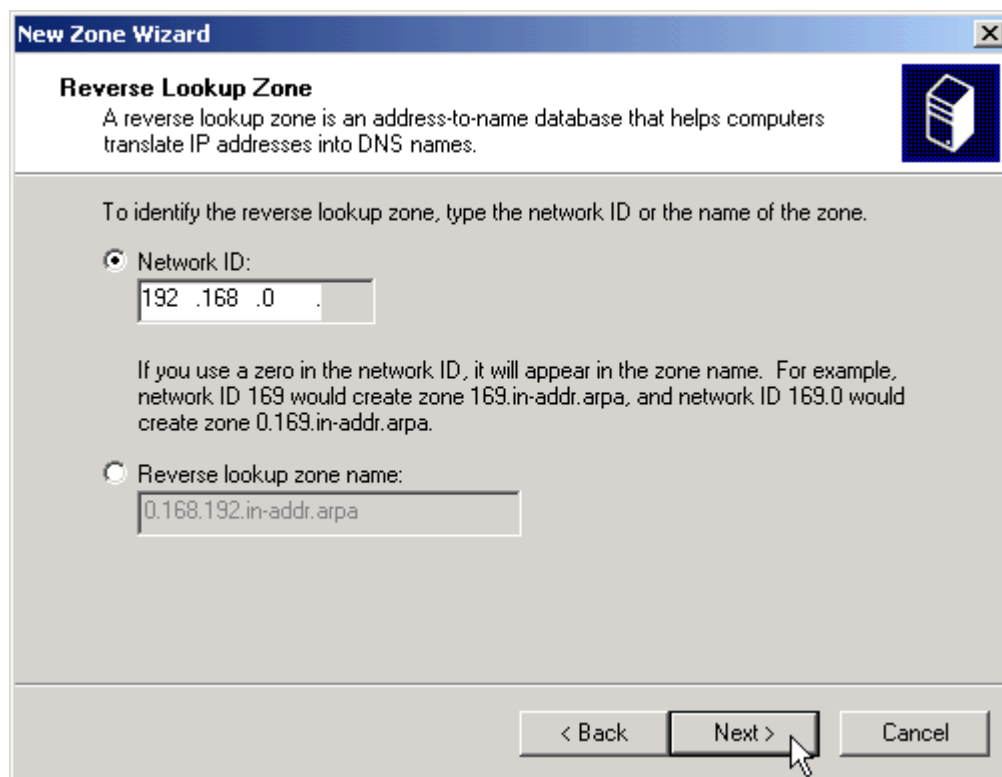 New Zone Wizard
Reverse Lookup Zone
A reverse lookup zone is an address-to-name database that helps computers
translate IP addresses into DNS names.
To identify the reverse lookup zone, type the network ID or the name of the zone.
Network ID:
192 .168 .0 .
If you use a zero in the network ID, it will appear in the zone name. For example,
network ID 169 would create zone 169.in-addr.arpa, and network ID 169.0 would
create zone 0.169.in-addr.arpa.
Reverse lookup zone name:
0.168.192.in-addr.arpa
< Back Next > Cancel